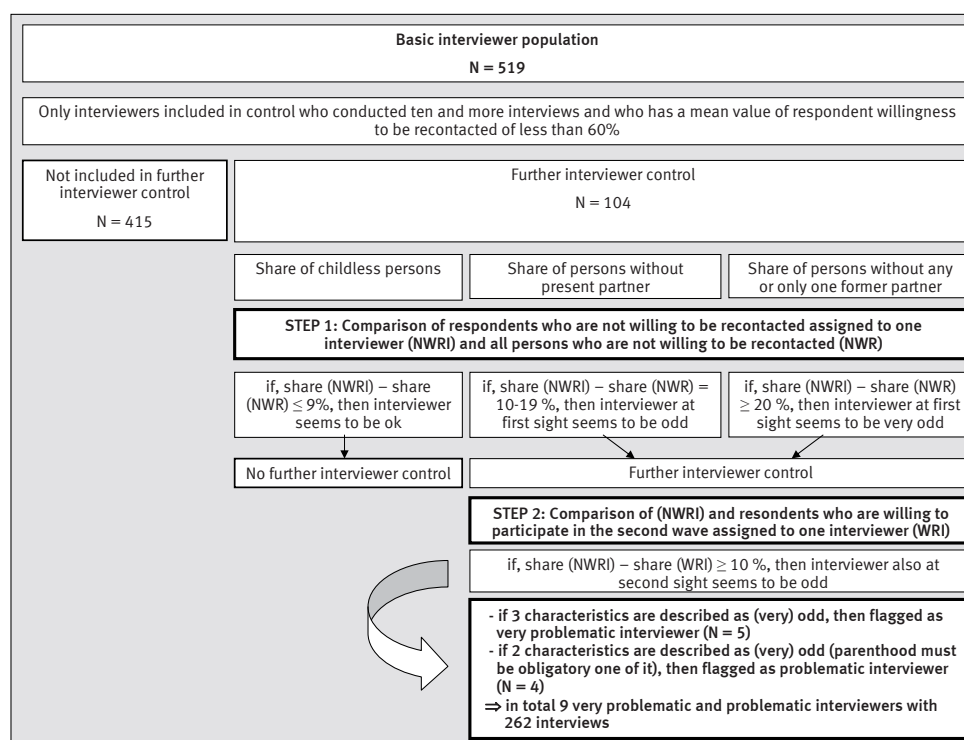 Basic interviewer population
N = 519
Only interviewers included in control who conducted ten and more interviews and who has a mean value of respondent willingness
to be recontacted of less than 60%
Not included in further
interviewer control
N = 415
Further interviewer control
N = 104
Share of childless persons
Share of persons without
present partner
Share of persons without any
or only one former partner
STEP 1: Comparison of respondents who are not willing to be recontacted assigned to one
interviewer (NWRI) and all persons who are not willing to be recontacted (NWR)
if, share (NWRI) – share
(NWR) ≤ 9%, then interviewer
seems to be ok
if, share (NWRI) – share (NWR) =
10-19 %, then interviewer at
first sight seems to be odd
if, share (NWRI) – share (NWR)
≥ 20 %, then interviewer at first
sight seems to be very odd
No further interviewer control
Further interviewer control
STEP 2: Comparison of (NWRI) and resondents who are willing to
participate in the second wave assigned to one interviewer (WRI)
if, share (NWRI) – share (WRI) ≥ 10 %, then interviewer also at
second sight seems to be odd
- if 3 characteristics are described as (very) odd, then flagged as
very problematic interviewer (N = 5)
- if 2 characteristics are described as (very) odd (parenthood must
be obligatory one of it), then flagged as problematic interviewer
(N = 4)
⇒ in total 9 very problematic and problematic interviewers with
262 interviews